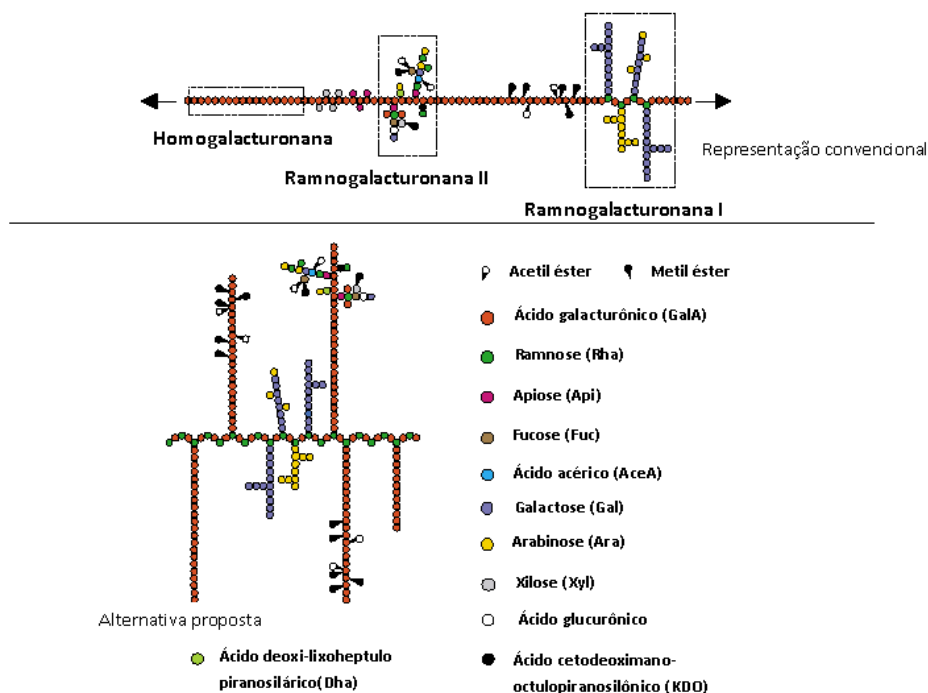 Homogalacturonana
Ramnogalacturonana II
Representação convencional
Ramnogalacturonana I
Acetil éster
Metil éster
Ácido galacturônico (GalA)
Ramnose (Rha)
Apiose (Api)
Fucose (Fuc)
Ácido acérico (AceA)
Galactose (Gal)
Arabinose (Ara)
Xilose (Xyl)
Ácido glucurônico
Alternativa proposta
Ácido deoxi-lixoheptulo
piranosilárico(Dha)
Ácido cetodeoximano-
octulopiranosilônico (KDO)